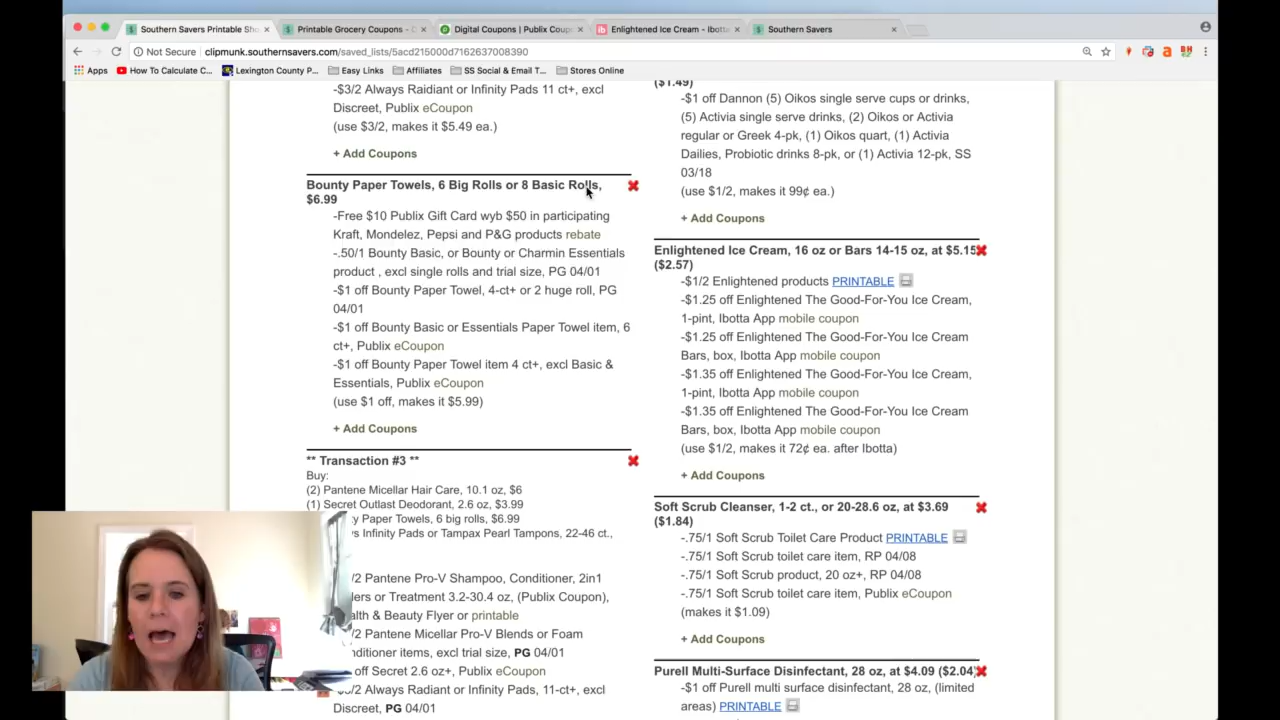 Southern Savers Printable Sho
Printable Grocery Coupons - C
Digital Coupons | Publix Coup
Enlightened Ice Cream - Ibott
Southern Savers
Not Secure | clipmunk.southernsavers.com/saved_lists/5acd215000d7162637008390
Apps
How To Calculate C...
Lexington County P...
Easy Links
Affiliates
SS Social & Email T...
Stores Online
-$3/2 Always Raidiant or Infinity Pads 11 ct+, excl
Discreet, Publix eCoupon
(use $3/2, makes it $5.49 ea.)
+ Add Coupons
Bounty Paper Towels, 6 Big Rolls or 8 Basic Rolls,
$6.99
-Free $10 Publix Gift Card wyb $50 in participating
Kraft, Mondelez, Pepsi and P&G products rebate
-.50/1 Bounty Basic, or Bounty or Charmin Essentials
product , excl single rolls and trial size, PG 04/01
-$1 off Bounty Paper Towel, 4-ct+ or 2 huge roll, PG
04/01
-$1 off Bounty Basic or Essentials Paper Towel item, 6
ct+, Publix eCoupon
-$1 off Bounty Paper Towel item 4 ct+, excl Basic &
Essentials, Publix eCoupon
(use $1 off, makes it $5.99)
+ Add Coupons
** Transaction #3 **
Buy:
(2) Pantene Micellar Hair Care, 10.1 oz, $6
(1) Secret Outlast Deodorant, 2.6 oz, $3.99
ty Paper Towels, 6 big rolls, $6.99
s Infinity Pads or Tampax Pearl Tampons, 22-46 ct.,
/2 Pantene Pro-V Shampoo, Conditioner, 2in1
lers or Treatment 3.2-30.4 oz, (Publix Coupon),
alth & Beauty Flyer or printable
/2 Pantene Micellar Pro-V Blends or Foam
nditioner items, excl trial size, PG 04/01
off Secret 2.6 oz+, Publix eCoupon
-$3/2 Always Radiant or Infinity Pads, 11-ct+, excl
Discreet, PG 04/01
($1.49)
-$1 off Dannon (5) Oikos single serve cups or drinks,
(5) Activia single serve drinks, (2) Oikos or Activia
regular or Greek 4-pk, (1) Oikos quart, (1) Activia
Dailies, Probiotic drinks 8-pk, or (1) Activia 12-pk, SS
03/18
(use $1/2, makes it 99¢ ea.)
+ Add Coupons
Enlightened Ice Cream, 16 oz or Bars 14-15 oz, at $5.15
($2.57)
-$1/2 Enlightened products PRINTABLE
-$1.25 off Enlightened The Good-For-You Ice Cream,
1-pint, Ibotta App mobile coupon
-$1.25 off Enlightened The Good-For-You Ice Cream
Bars, box, Ibotta App mobile coupon
-$1.35 off Enlightened The Good-For-You Ice Cream,
1-pint, Ibotta App mobile coupon
-$1.35 off Enlightened The Good-For-You Ice Cream
Bars, box, Ibotta App mobile coupon
(use $1/2, makes it 72¢ ea. after Ibotta)
+ Add Coupons
Soft Scrub Cleanser, 1-2 ct., or 20-28.6 oz, at $3.69
($1.84)
-.75/1 Soft Scrub Toilet Care Product PRINTABLE
-.75/1 Soft Scrub toilet care item, RP 04/08
-.75/1 Soft Scrub product, 20 oz+, RP 04/08
-.75/1 Soft Scrub toilet care item, Publix eCoupon
(makes it $1.09)
+ Add Coupons
Purell Multi-Surface Disinfectant, 28 oz, at $4.09 ($2.04)
-$1 off Purell multi surface disinfectant, 28 oz, (limited
areas) PRINTABLE